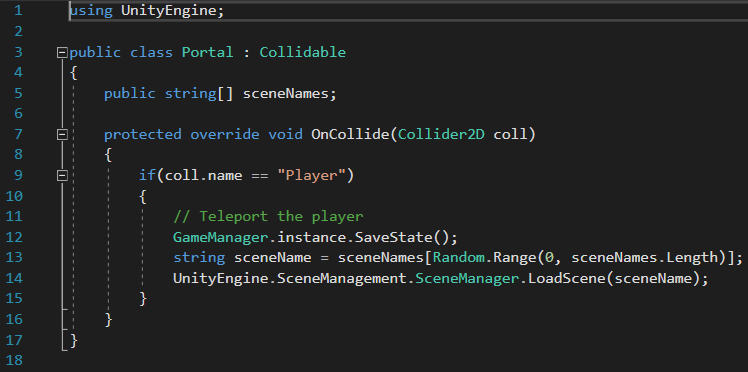 1 using UnityEngine;
2
3 public class Portal : Collidable
4 {
5 public string[] sceneNames;
6
7 protected override void OnCollide(Collider2D coll)
8 {
9 if(coll.name == "Player")
10 {
11 // Teleport the player
12 GameManager.instance.SaveState();
13 string sceneName = sceneNames[Random.Range(0, sceneNames.Length)];
14 UnityEngine.SceneManagement.SceneManager.LoadScene(sceneName);
15 }
16 }
17 }
18